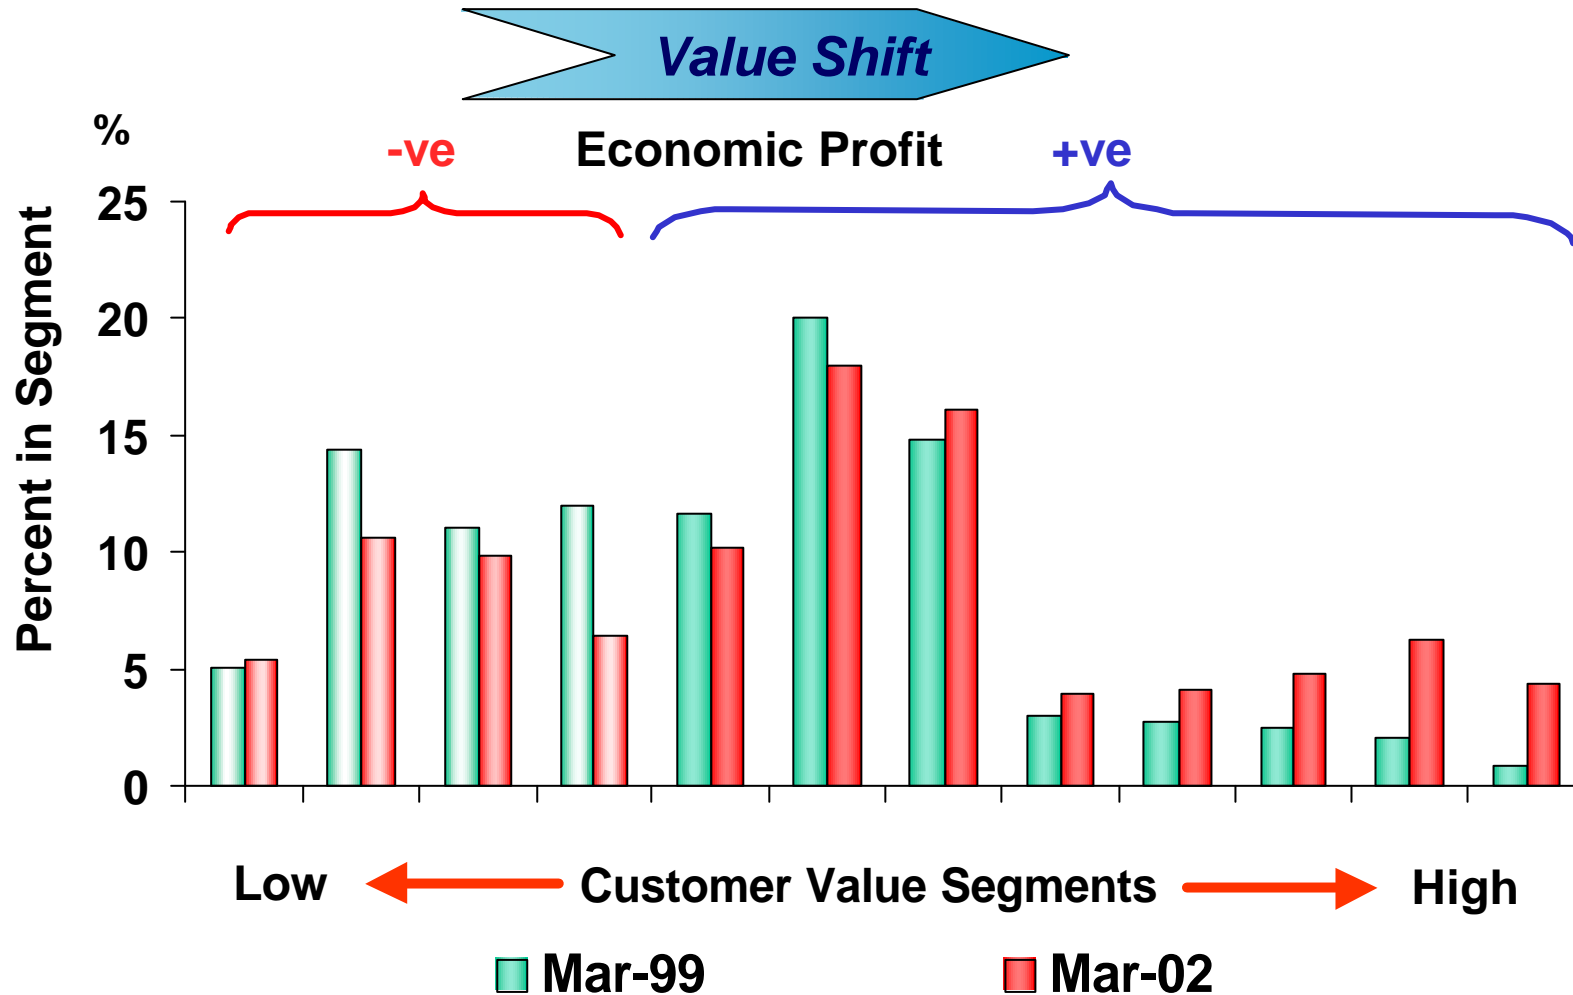 Value Shift
%
-ve Economic Profit +ve
Percent in Segment
25
20
15
10
5
0
Low Customer Value Segments High
Mar-99 Mar-02